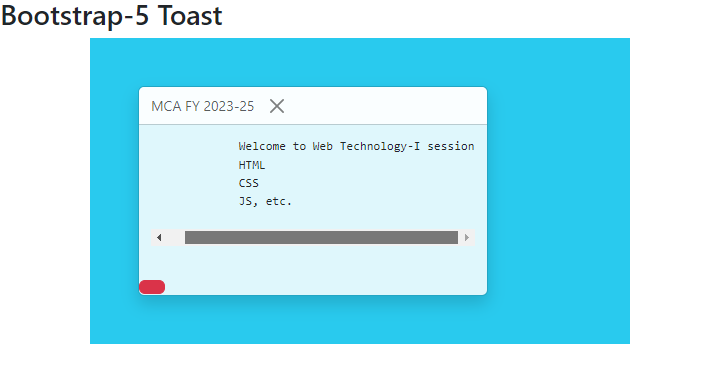 Bootstrap-5 Toast
MCA FY 2023-25
Welcome to Web Technology-I session
HTML
CSS
JS, etc.